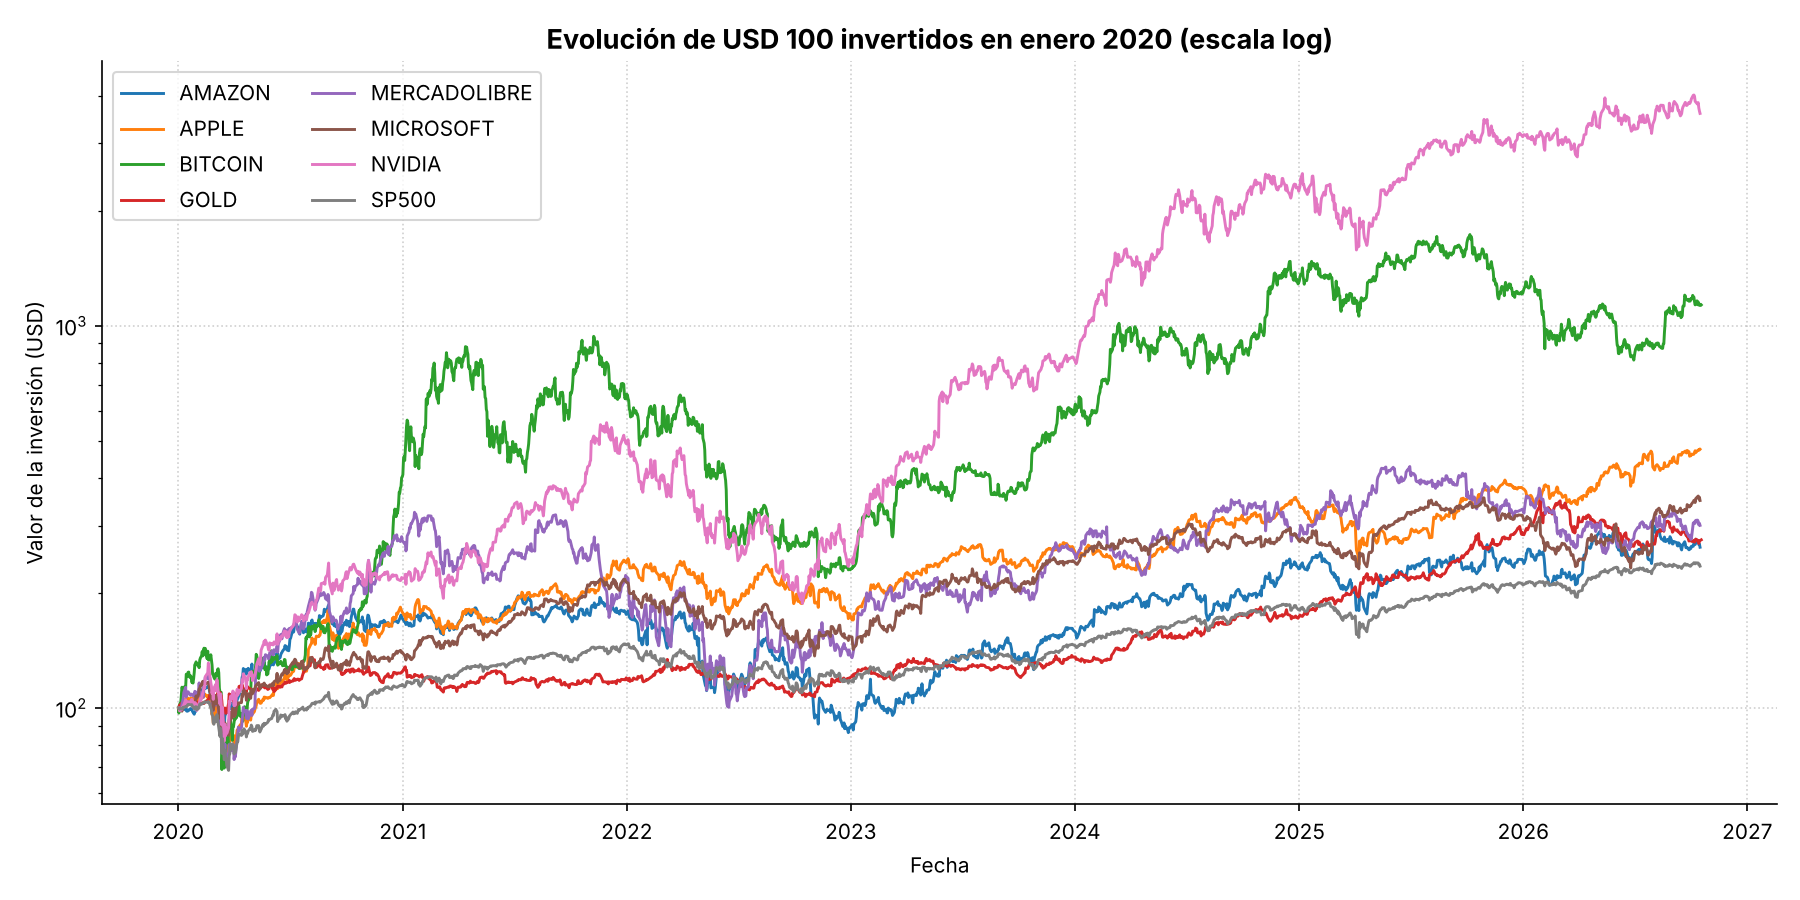 Evolución de USD 100 invertidos en enero 2020 (escala log)
AMAZON
APPLE
BITCOIN
GOLD
MERCADOLIBRE
MICROSOFT
NVIDIA
SP500
Valor de la inversión (USD)
10³
10²
2020 2021 2022 2023 2024 2025 2026 2027
Fecha